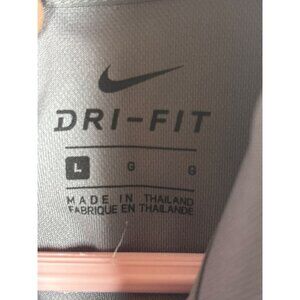 DRI-FIT
L G G
MADE IN THAILAND
FABRIQUE EN THAILANDE